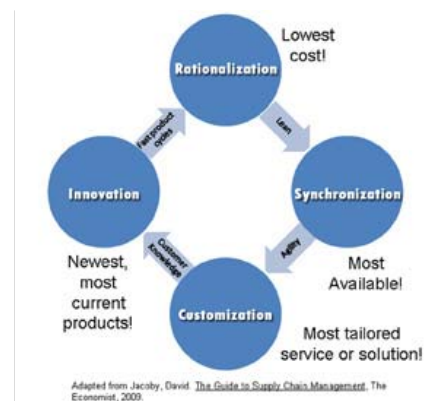 Lowest
cost!
Rationalization
Fast product
cycles
Lean
Innovation
Synchronization
Newest,
most
current
products!
Customer
Knowledge
Agility
Most
Available!
Customization
Most tailored
service or solution!
Adapted from Jacoby, David. The Guide to Supply Chain Management, The
Economist, 2009.